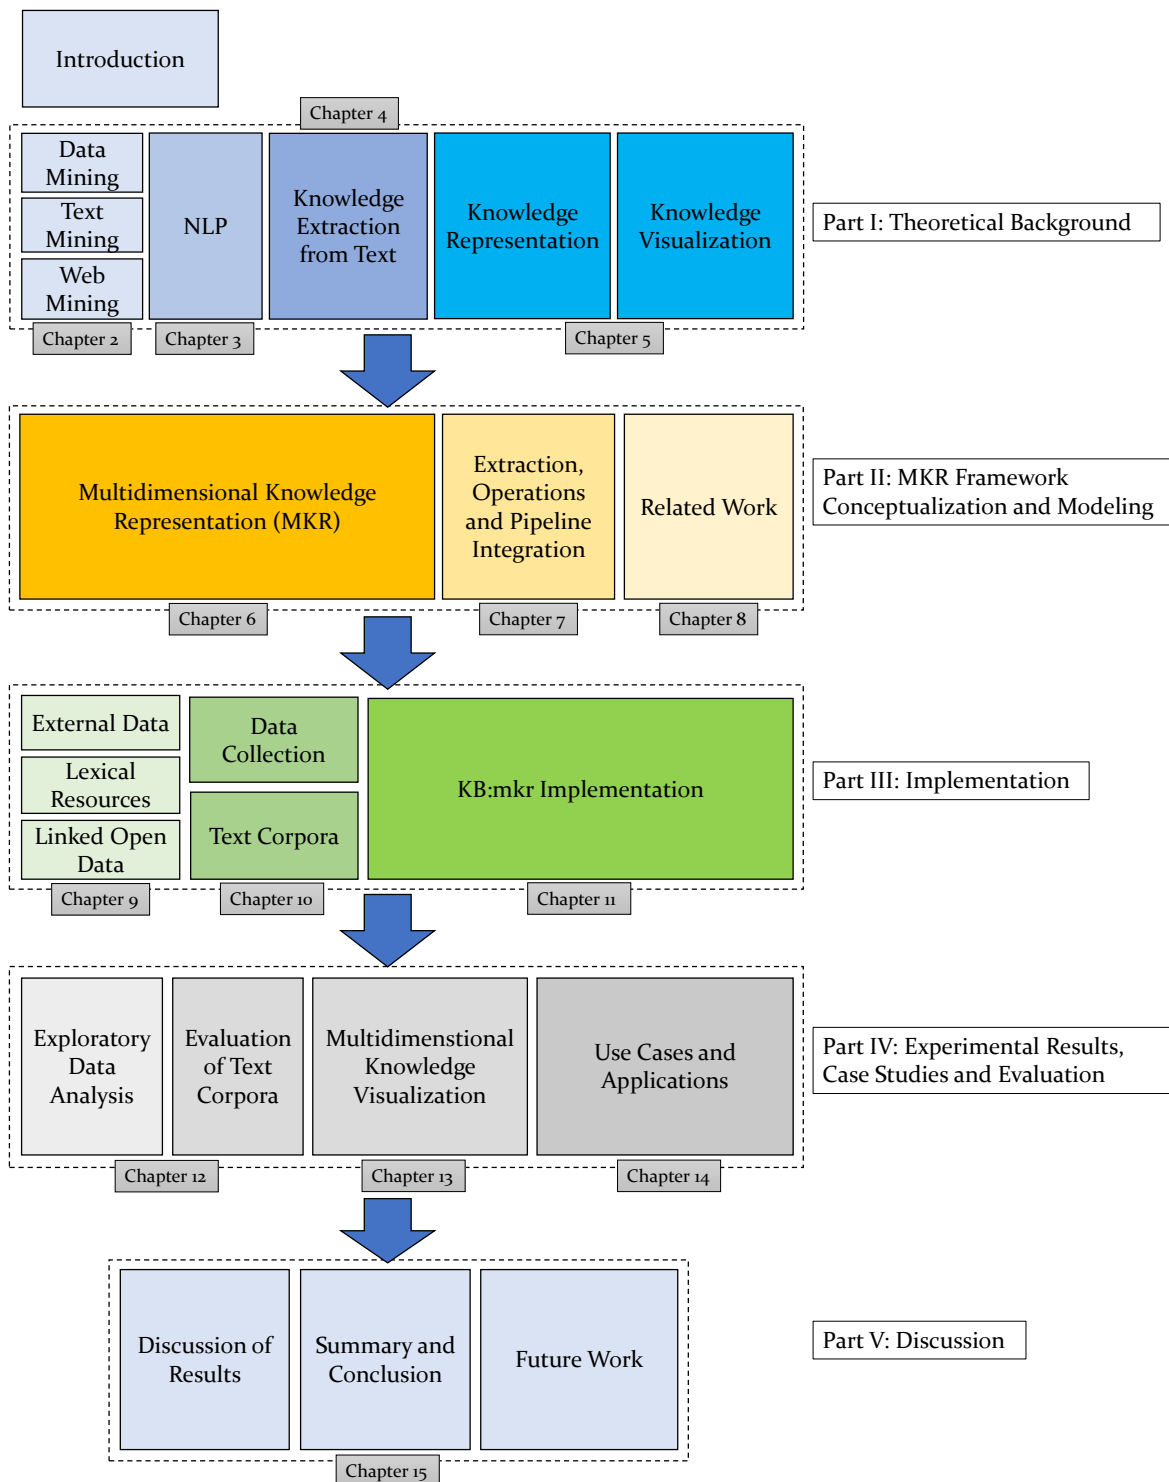 Introduction
Chapter 4
Data
Mining
Text
Mining
Web
Mining
NLP
Knowledge
Extraction
from Text
Knowledge
Representation
Knowledge
Visualization
Part I: Theoretical Background
Chapter 2
Chapter 3
Chapter 5
Multidimensional Knowledge
Representation (MKR)
Extraction,
Operations
and Pipeline
Integration
Related Work
Part II: MKR Framework
Conceptualization and Modeling
Chapter 6
Chapter 7
Chapter 8
External Data
Lexical
Resources
Linked Open
Data
Data
Collection
Text Corpora
KB:mkr Implementation
Part III: Implementation
Chapter 9
Chapter 10
Chapter 11
Exploratory
Data
Analysis
Evaluation
of Text
Corpora
Multidimenstional
Knowledge
Visualization
Use Cases and
Applications
Part IV: Experimental Results,
Case Studies and Evaluation
Chapter 12
Chapter 13
Chapter 14
Discussion of
Results
Summary and
Conclusion
Future Work
Part V: Discussion
Chapter 15